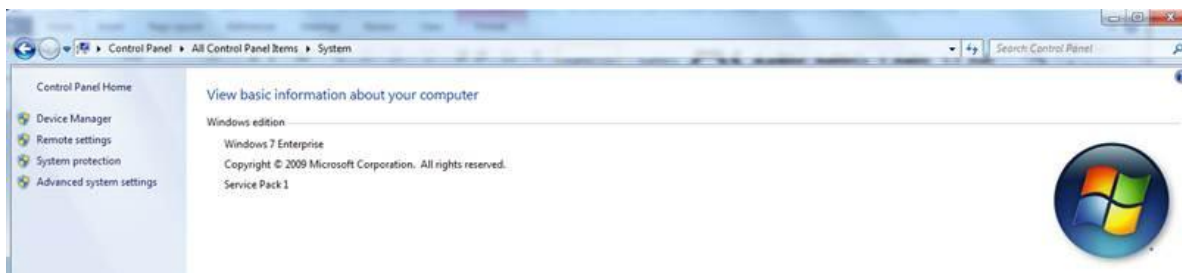 Control Panel ▸ All Control Panel Items ▸ System
Search Control Panel
Control Panel Home
Device Manager
Remote settings
System protection
Advanced system settings
View basic information about your computer
Windows edition
Windows 7 Enterprise
Copyright © 2009 Microsoft Corporation. All rights reserved.
Service Pack 1